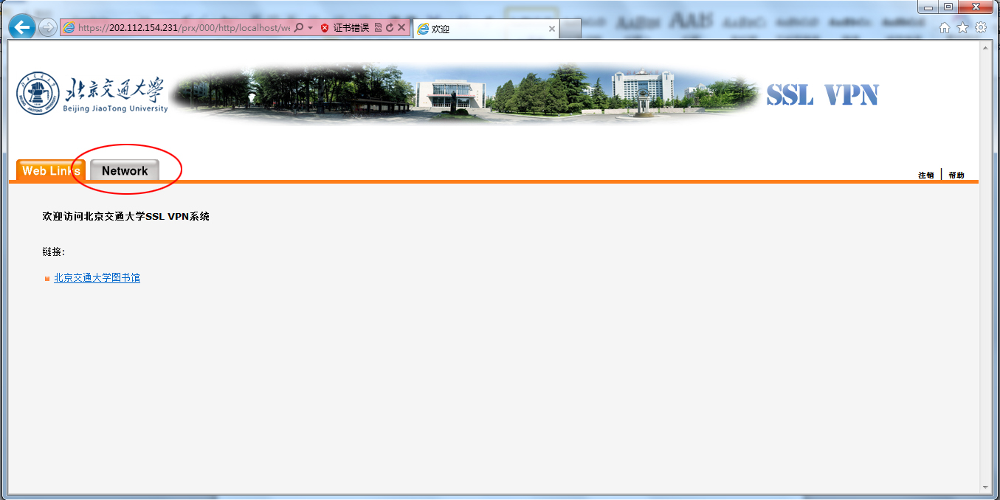 https://202.112.154.231/prx/000/http/localhost/we
证书错误
欢迎
北京交通大学
Beijing JiaoTong University
SSL VPN
Web Links
Network
注销
帮助
欢迎访问北京交通大学SSL VPN系统
链接:
北京交通大学图书馆